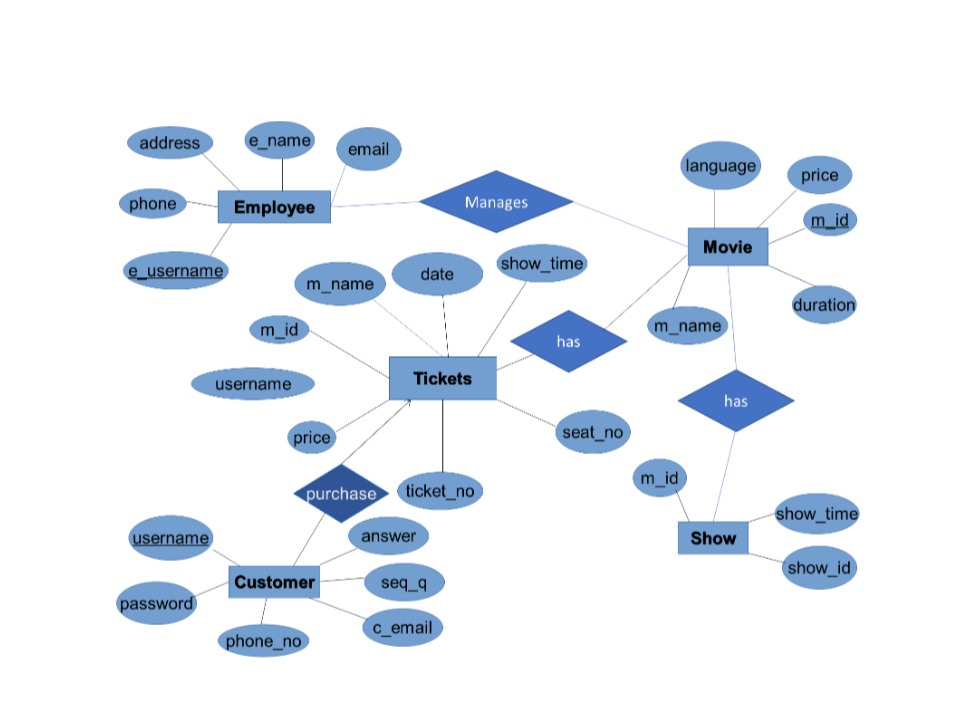 address
e_name
email
language
price
phone
Employee
Manages
m_id
Movie
e_username
m_name
date
show_time
duration
m_id
m_name
has
username
Tickets
has
price
seat_no
m_id
ticket_no
purchase
show_time
username
answer
Show
show_id
Customer
seq_q
password
c_email
phone_no